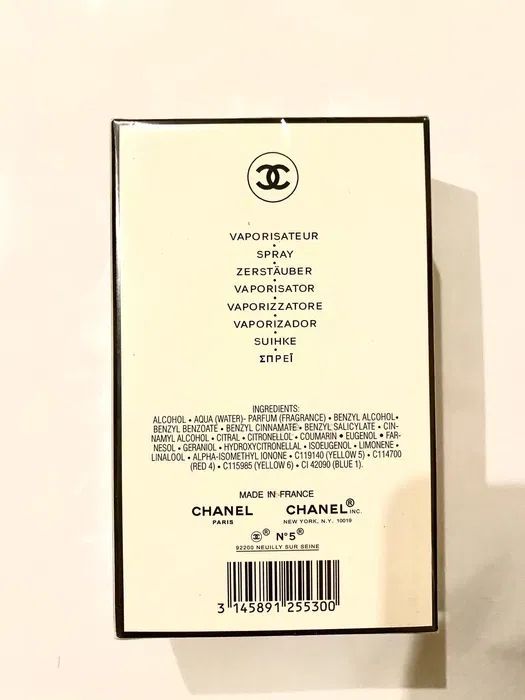 VAPORISATEUR
SPRAY
ZERSTÄUBER
VAPORISATOR
VAPORIZZATORE
VAPORIZADOR
SUIHKE
ΣΠΡΕΪ
INGREDIENTS:
ALCOHOL • AQUA (WATER)- PARFUM (FRAGRANCE) • BENZYL ALCOHOL•
BENZYL BENZOATE • BENZYL CINNAMATE • BENZYL SALICYLATE • CIN-
NAMYL ALCOHOL • CITRAL • CITRONELLOL • COUMARIN • EUGENOL • FAR-
NESOL • GERANIOL • HYDROXYCITRONELLAL • ISOEUGENOL • LIMONENE •
LINALOOL • ALPHA-ISOMETHYL IONONE • C119140 (YELLOW 5) • C114700
(RED 4) • C115985 (YELLOW 6) • CI 42090 (BLUE 1).
MADE IN FRANCE
CHANEL CHANEL®INC.
PARIS NEW YORK, N.Y. 10019
® N°5®
92200 NEUILLY SUR SEINE
3 145891 255300